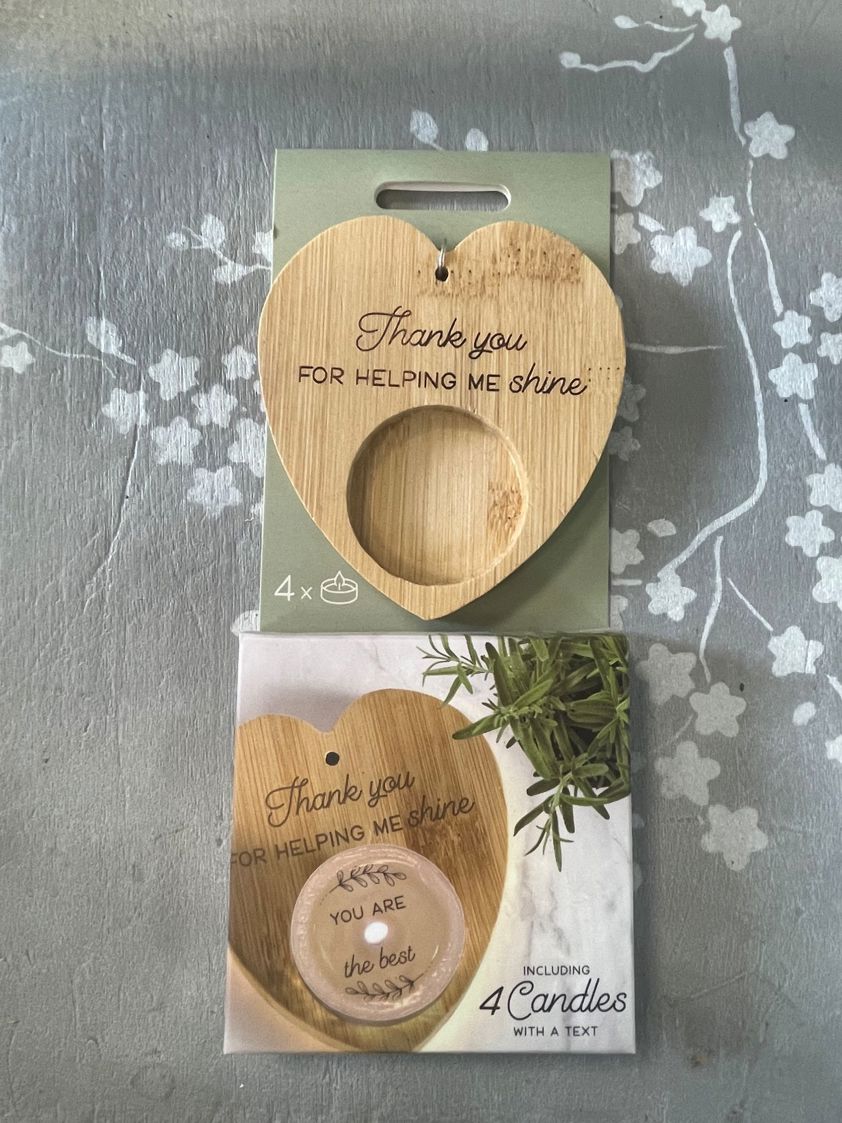 Thank you
FOR HELPING ME shine
4x
Thank you
FOR HELPING ME shine
YOU ARE
the best
INCLUDING
4 Candles
WITH A TEXT